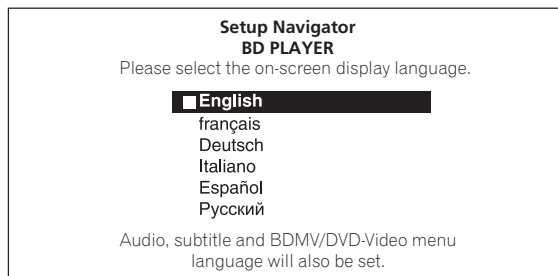 Setup Navigator
BD PLAYER
Please select the on-screen display language.
English
français
Deutsch
Italiano
Español
Русский
Audio, subtitle and BDMV/DVD-Video menu
language will also be set.